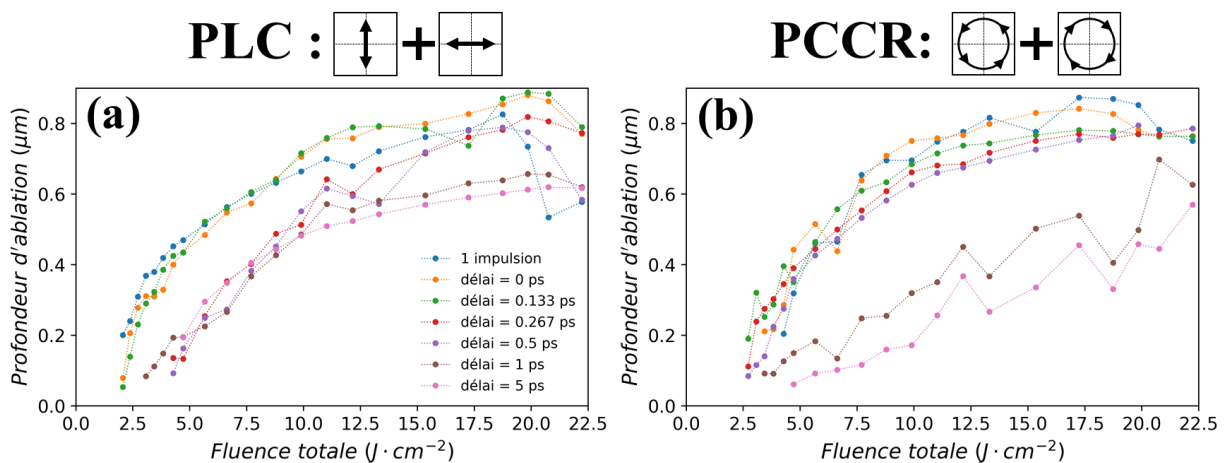 PLC : + PCCR: +
(a)
Profondeur d'ablation (μm)
0.8
0.6
0.4
0.2
0.0
1 impulsion
délai = 0 ps
délai = 0.133 ps
délai = 0.267 ps
délai = 0.5 ps
délai = 1 ps
délai = 5 ps
0.0 2.5 5.0 7.5 10.0 12.5 15.0 17.5 20.0 22.5
Fluence totale (J · cm⁻²)
(b)
Profondeur d'ablation (μm)
0.8
0.6
0.4
0.2
0.0
0.0 2.5 5.0 7.5 10.0 12.5 15.0 17.5 20.0 22.5
Fluence totale (J · cm⁻²)